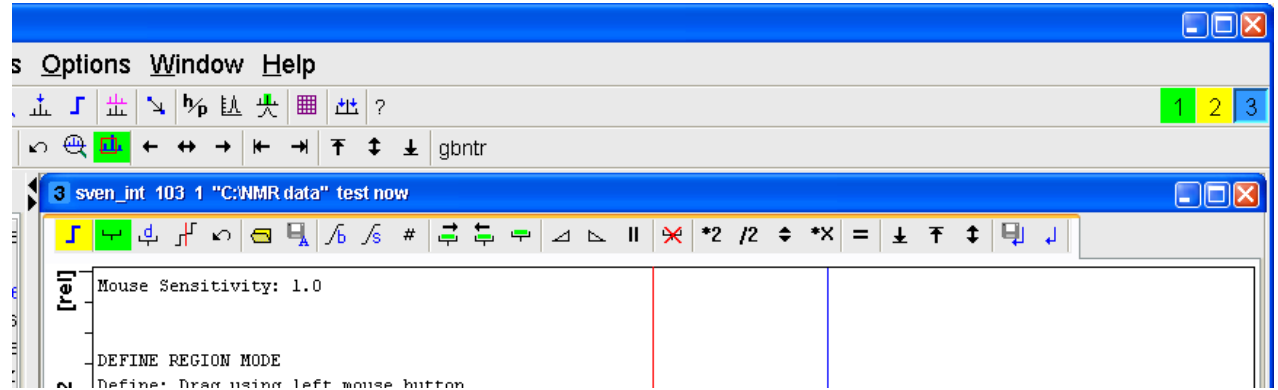 s Options Window Help
h/p ? 1 2 3
gbntr
3 sven_int 103 1 "C:\NMR data" test now
d A b s # *2 /2 *X =
[rel]
Mouse Sensitivity: 1.0
DEFINE REGION MODE
Define: Drag using left mouse button